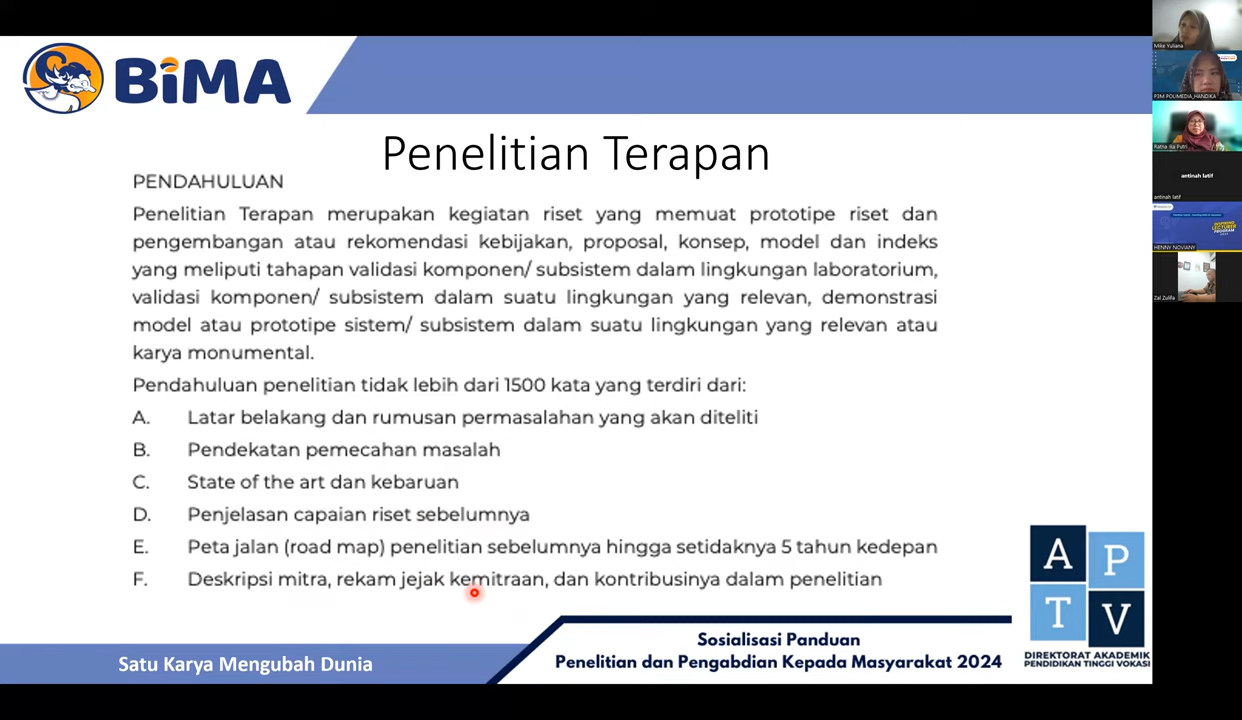 BiMA
Penelitian Terapan
PENDAHULUAN
Penelitian Terapan merupakan kegiatan riset yang memuat prototipe riset dan
pengembangan atau rekomendasi kebijakan, proposal, konsep, model dan indeks
yang meliputi tahapan validasi komponen/ subsistem dalam lingkungan laboratorium,
validasi komponen/ subsistem dalam suatu lingkungan yang relevan, demonstrasi
model atau prototipe sistem/ subsistem dalam suatu lingkungan yang relevan atau
karya monumental.
Pendahuluan penelitian tidak lebih dari 1500 kata yang terdiri dari:
A. Latar belakang dan rumusan permasalahan yang akan diteliti
B. Pendekatan pemecahan masalah
C. State of the art dan kebaruan
D. Penjelasan capaian riset sebelumnya
E. Peta jalan (road map) penelitian sebelumnya hingga setidaknya 5 tahun kedepan
F. Deskripsi mitra, rekam jejak kemitraan, dan kontribusinya dalam penelitian
Satu Karya Mengubah Dunia
Sosialisasi Panduan
Penelitian dan Pengabdian Kepada Masyarakat 2024
A P
T V
DIREKTORAT AKADEMIK
PENDIDIKAN TINGGI VOKASI
Mika Yuliana
P3M POLIMEDIA_HANDIKA
Ratna Ika Putri
antinah latif
antinah latif
HENNY NOVIANY
Zal Zulifa